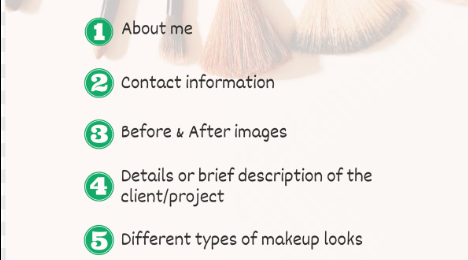 1 About me
2 Contact information
3 Before & After images
4 Details or brief description of the
client/project
5 Different types of makeup looks